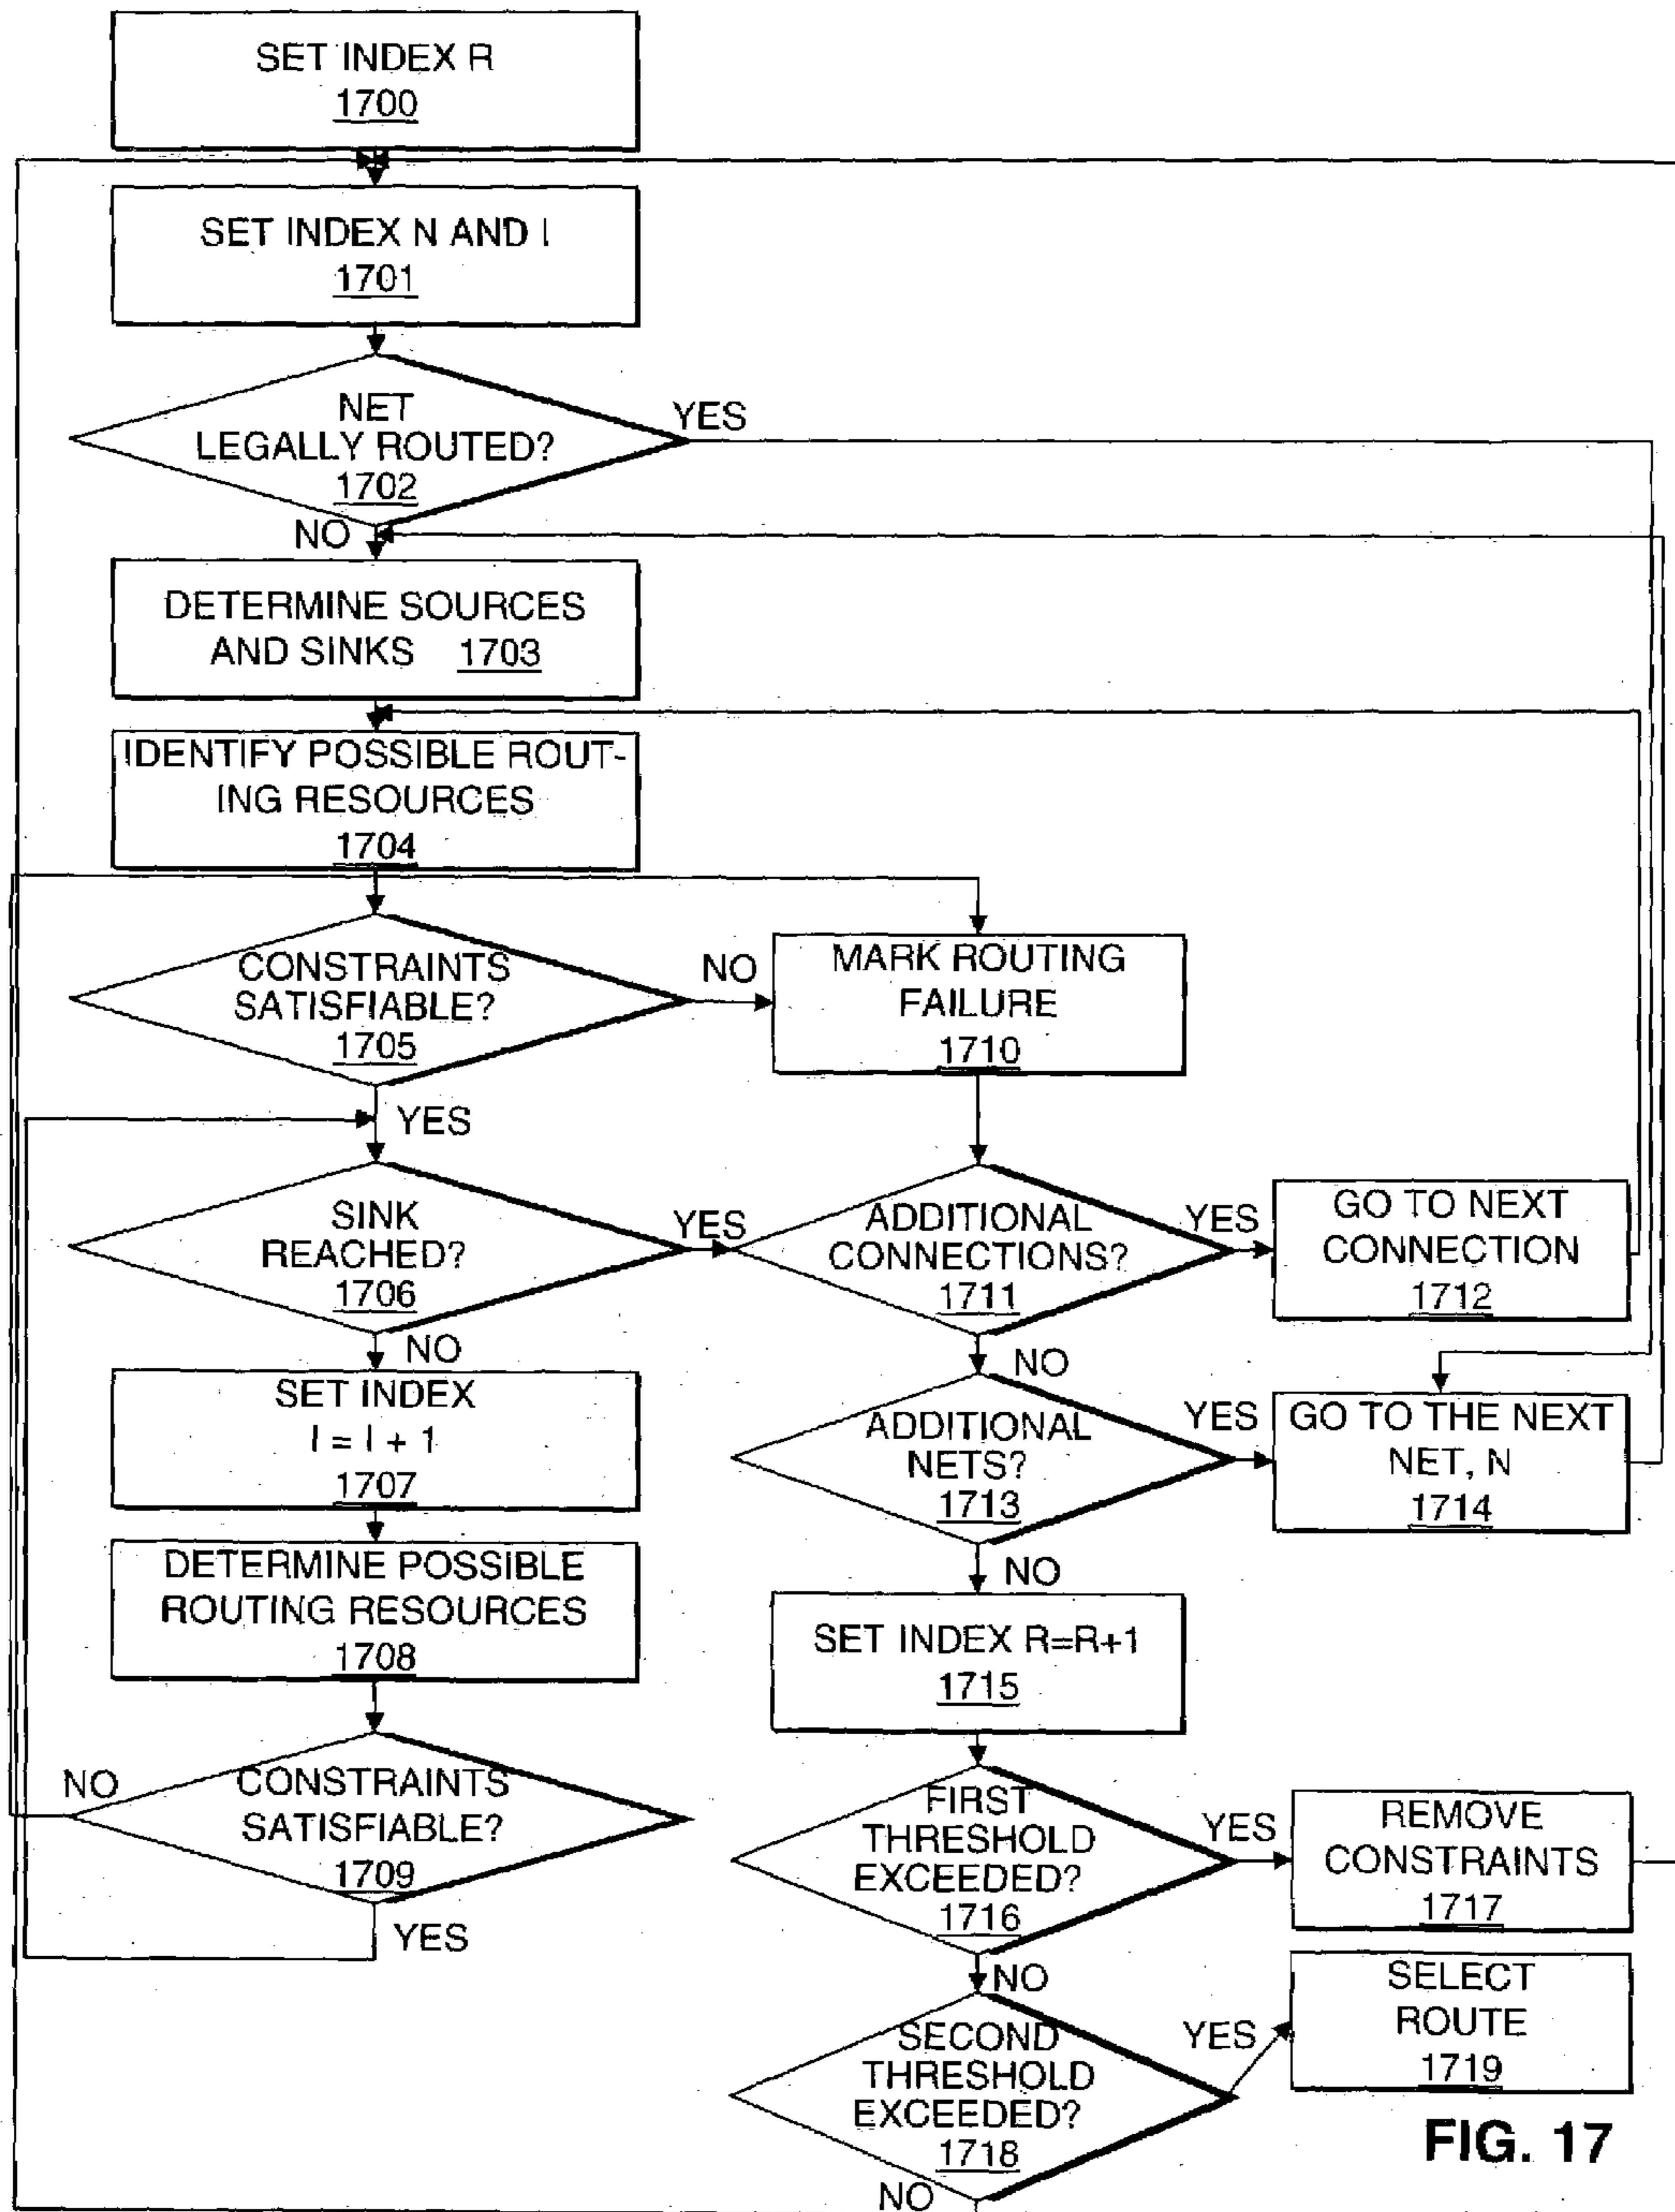 SET INDEX R
1700
SET INDEX N AND I
1701
NET
LEGALLY ROUTED?
1702
YES
NO
DETERMINE SOURCES
AND SINKS 1703
IDENTIFY POSSIBLE ROUT-
ING RESOURCES
1704
CONSTRAINTS
SATISFIABLE?
1705
NO
YES
MARK ROUTING
FAILURE
1710
SINK
REACHED?
1706
YES
NO
ADDITIONAL
CONNECTIONS?
1711
YES
NO
GO TO NEXT
CONNECTION
1712
SET INDEX
I = I + 1
1707
ADDITIONAL
NETS?
1713
YES
NO
GO TO THE NEXT
NET, N
1714
DETERMINE POSSIBLE
ROUTING RESOURCES
1708
SET INDEX R=R+1
1715
NO
CONSTRAINTS
SATISFIABLE?
1709
YES
FIRST
THRESHOLD
EXCEEDED?
1716
YES
NO
REMOVE
CONSTRAINTS
1717
SECOND
THRESHOLD
EXCEEDED?
1718
YES
NO
SELECT
ROUTE
1719
FIG. 17